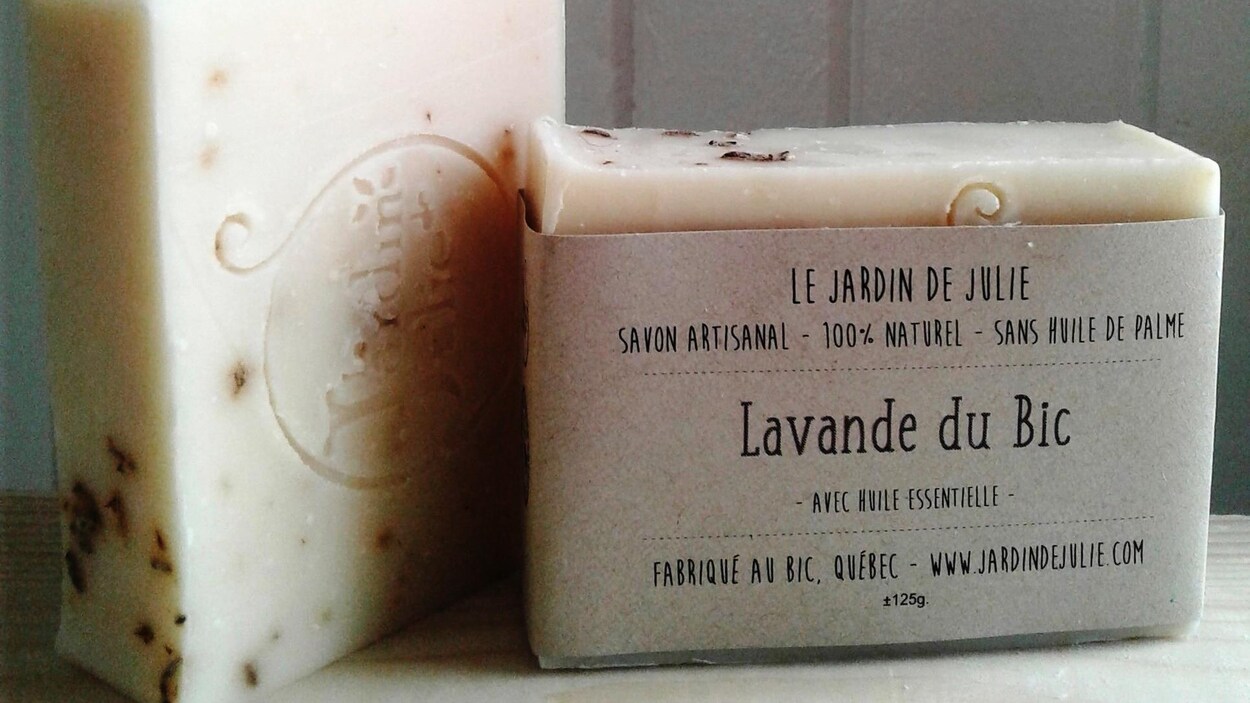 Jardin
LE JARDIN DE JULIE
SAVON ARTISANAL - 100% NATUREL - SANS HUILE DE PALME
Lavande du Bic
- AVEC HUILE ESSENTIELLE -
FABRIQUÉ AU BIC, QUÉBEC - WWW.JARDINDEJULIE.COM
±125g.